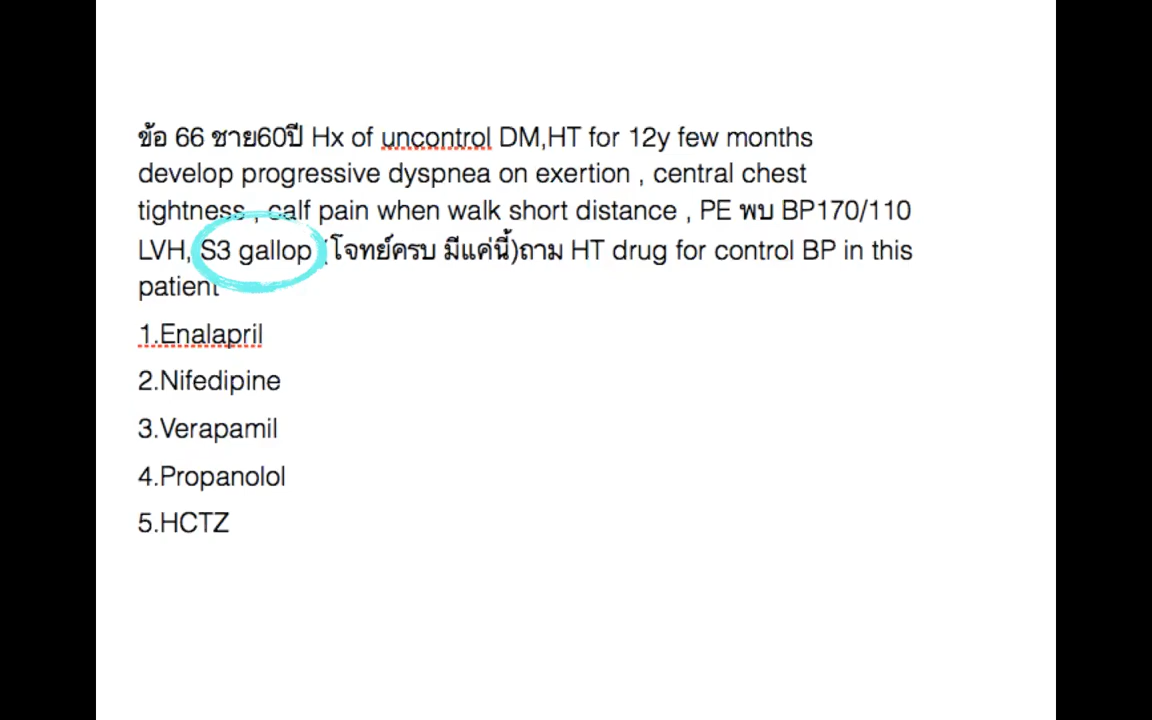 ข้อ 66 ชาย60ปี Hx of uncontrol DM,HT for 12y few months
develop progressive dyspnea on exertion , central chest
tightness , calf pain when walk short distance , PE พบ BP170/110
LVH, S3 gallop (โจทย์ครบ มีแค่นี้)ถาม HT drug for control BP in this
patient
1.Enalapril
2.Nifedipine
3.Verapamil
4.Propanolol
5.HCTZ